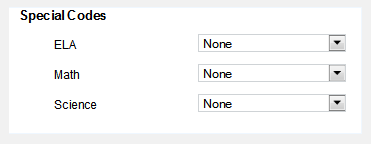 Special Codes
ELA None
Math None
Science None